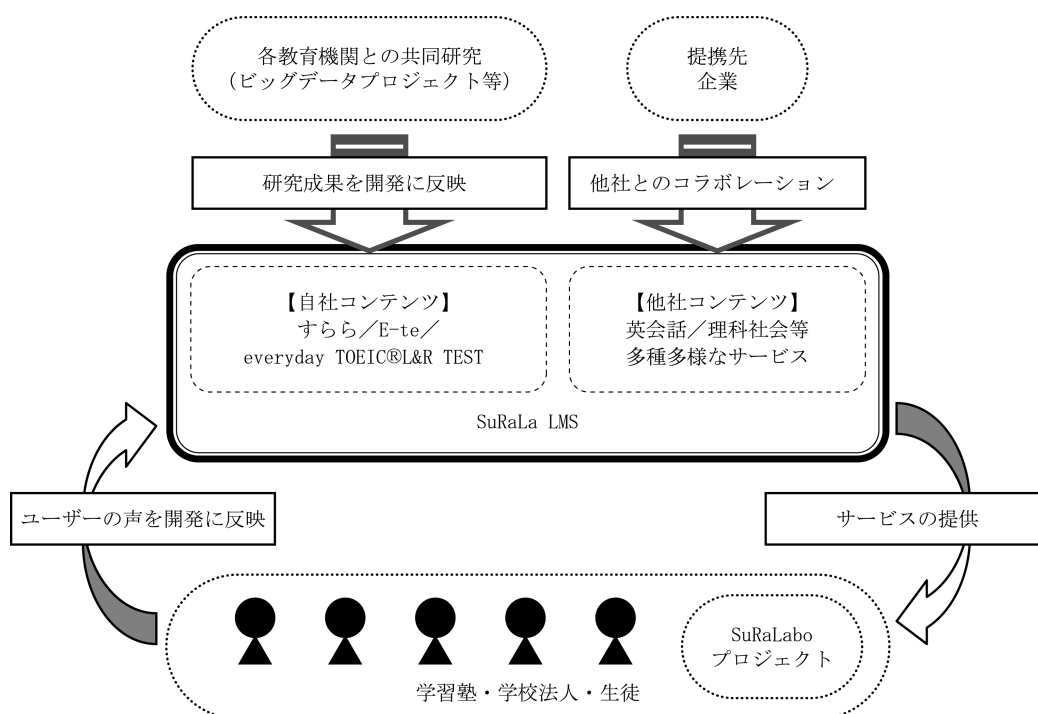 各教育機関との共同研究
（ビッグデータプロジェクト等）
提携先
企業
研究成果を開発に反映
他社とのコラボレーション
【自社コンテンツ】
すらら／E-te／
everyday TOEIC®L&R TEST
【他社コンテンツ】
英会話／理科社会等
多種多様なサービス
SuRaLa LMS
ユーザーの声を開発に反映
サービスの提供
SuRaLabo
プロジェクト
学習塾・学校法人・生徒